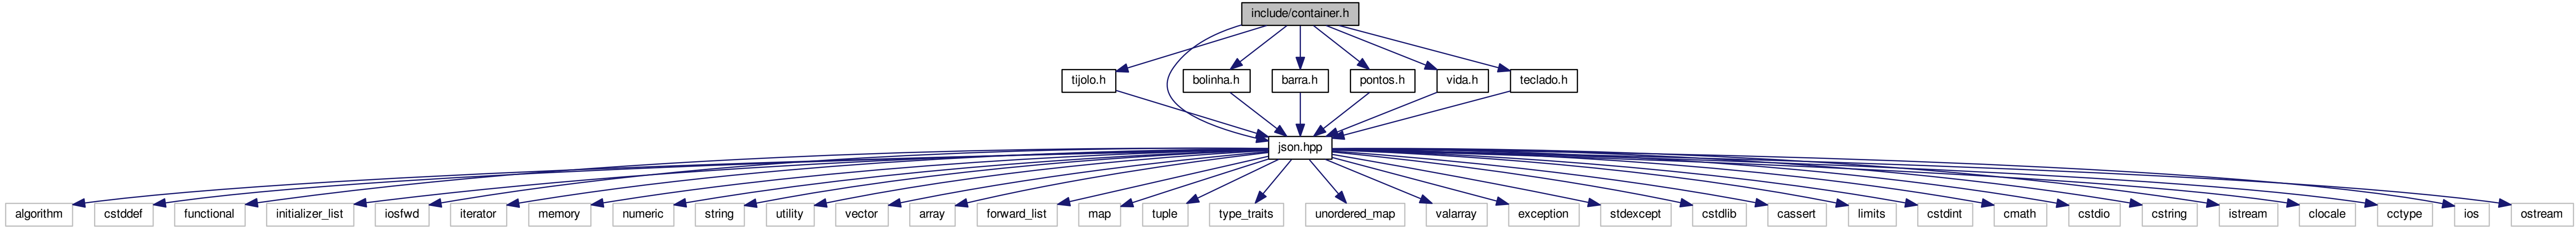 include/container.h
tijolo.h
bolinha.h
barra.h
pontos.h
vida.h
teclado.h
json.hpp
algorithm
cstddef
functional
initializer_list
iosfwd
iterator
memory
numeric
string
utility
vector
array
forward_list
map
tuple
type_traits
unordered_map
valarray
exception
stdexcept
cstdlib
cassert
limits
cstdint
cmath
cstdio
cstring
istream
clocale
cctype
ios
ostream